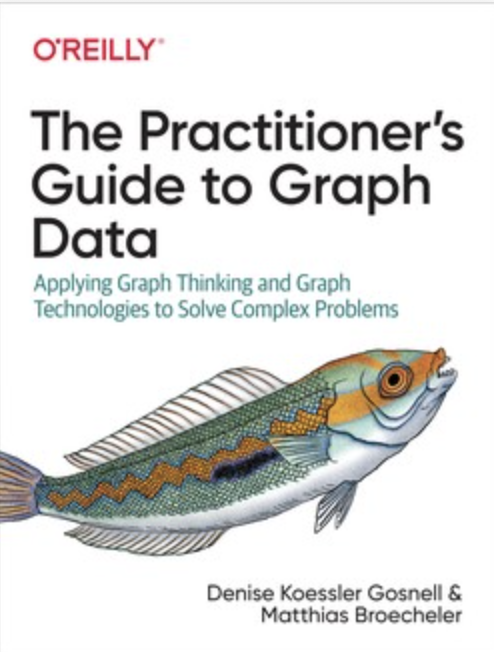 O'REILLY®
The Practitioner's
Guide to Graph
Data
Applying Graph Thinking and Graph
Technologies to Solve Complex Problems
Denise Koessler Gosnell &
Matthias Broecheler